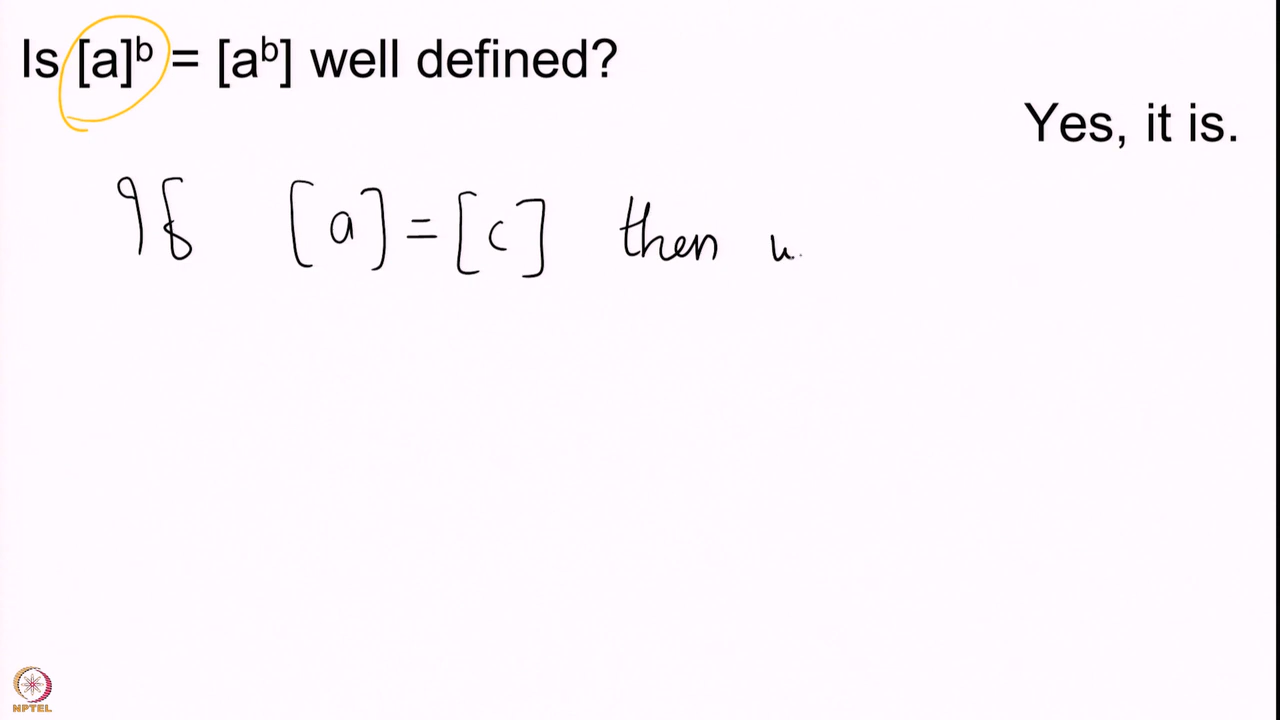 Is [a]ᵇ = [aᵇ] well defined?
Yes, it is.
If [a] = [c] then
NPTEL